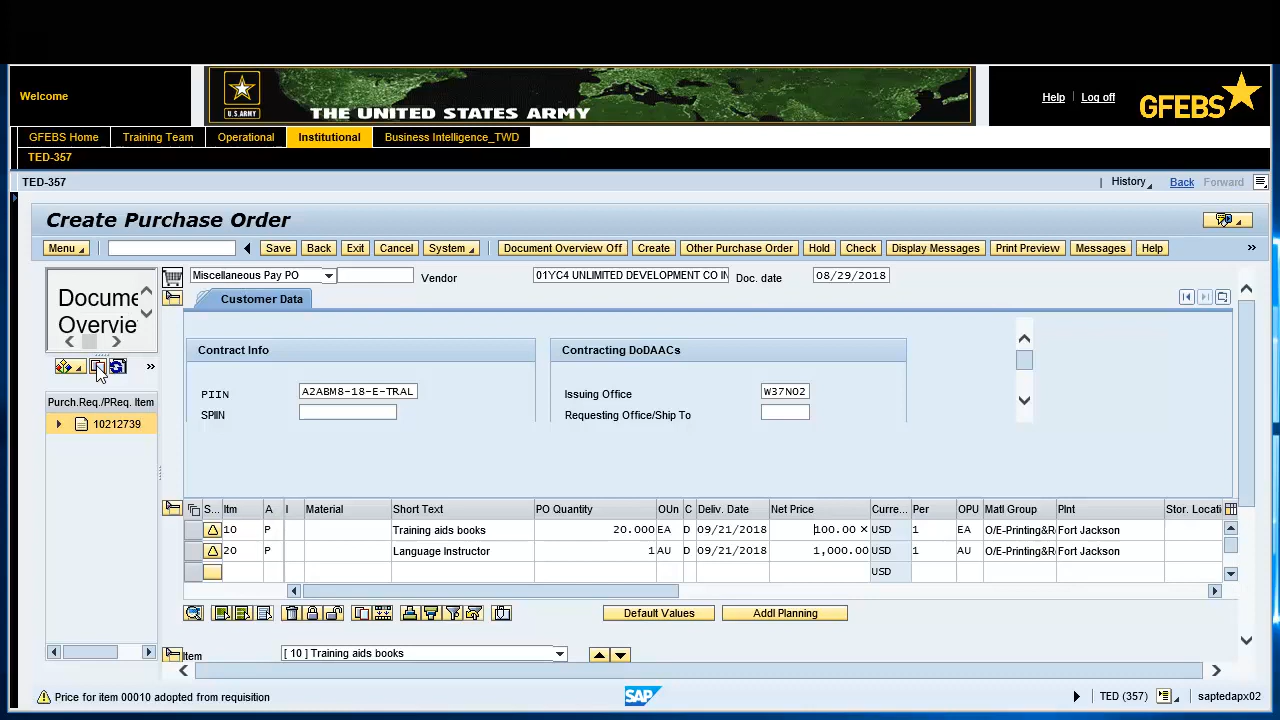 Welcome
U.S.ARMY
THE UNITED STATES ARMY
Help | Log off
GFEBS
GFEBS Home Training Team Operational Institutional Business Intelligence_TWD
TED-357
TED-357
| History Back Forward
Create Purchase Order
Menu Save Back Exit Cancel System Document Overview Off Create Other Purchase Order Hold Check Display Messages Print Preview Messages Help »
Docume
Overvie
Miscellaneous Pay PO Vendor 01YC4 UNLIMITED DEVELOPMENT CO IN Doc. date 08/29/2018
Customer Data
Contract Info Contracting DoDAACs
PIIN A2ABM8-18-E-TRAL Issuing Office W37NO2
SPIIN Requesting Office/Ship To
»
Purch.Req./PReq. Item
10212739
S... Itm A I Material Short Text PO Quantity OUn C Deliv. Date Net Price Curre... Per OPU Matl Group Plnt Stor. Locati
10 P Training aids books 20.000 EA D 09/21/2018 100.00 × USD 1 EA O/E-Printing&R Fort Jackson
20 P Language Instructor 1 AU D 09/21/2018 1,000.00 USD 1 AU O/E-Printing&R Fort Jackson
USD
Default Values Addl Planning
Item [ 10 ] Training aids books
Price for item 00010 adopted from requisition SAP TED (357) saptedapx02